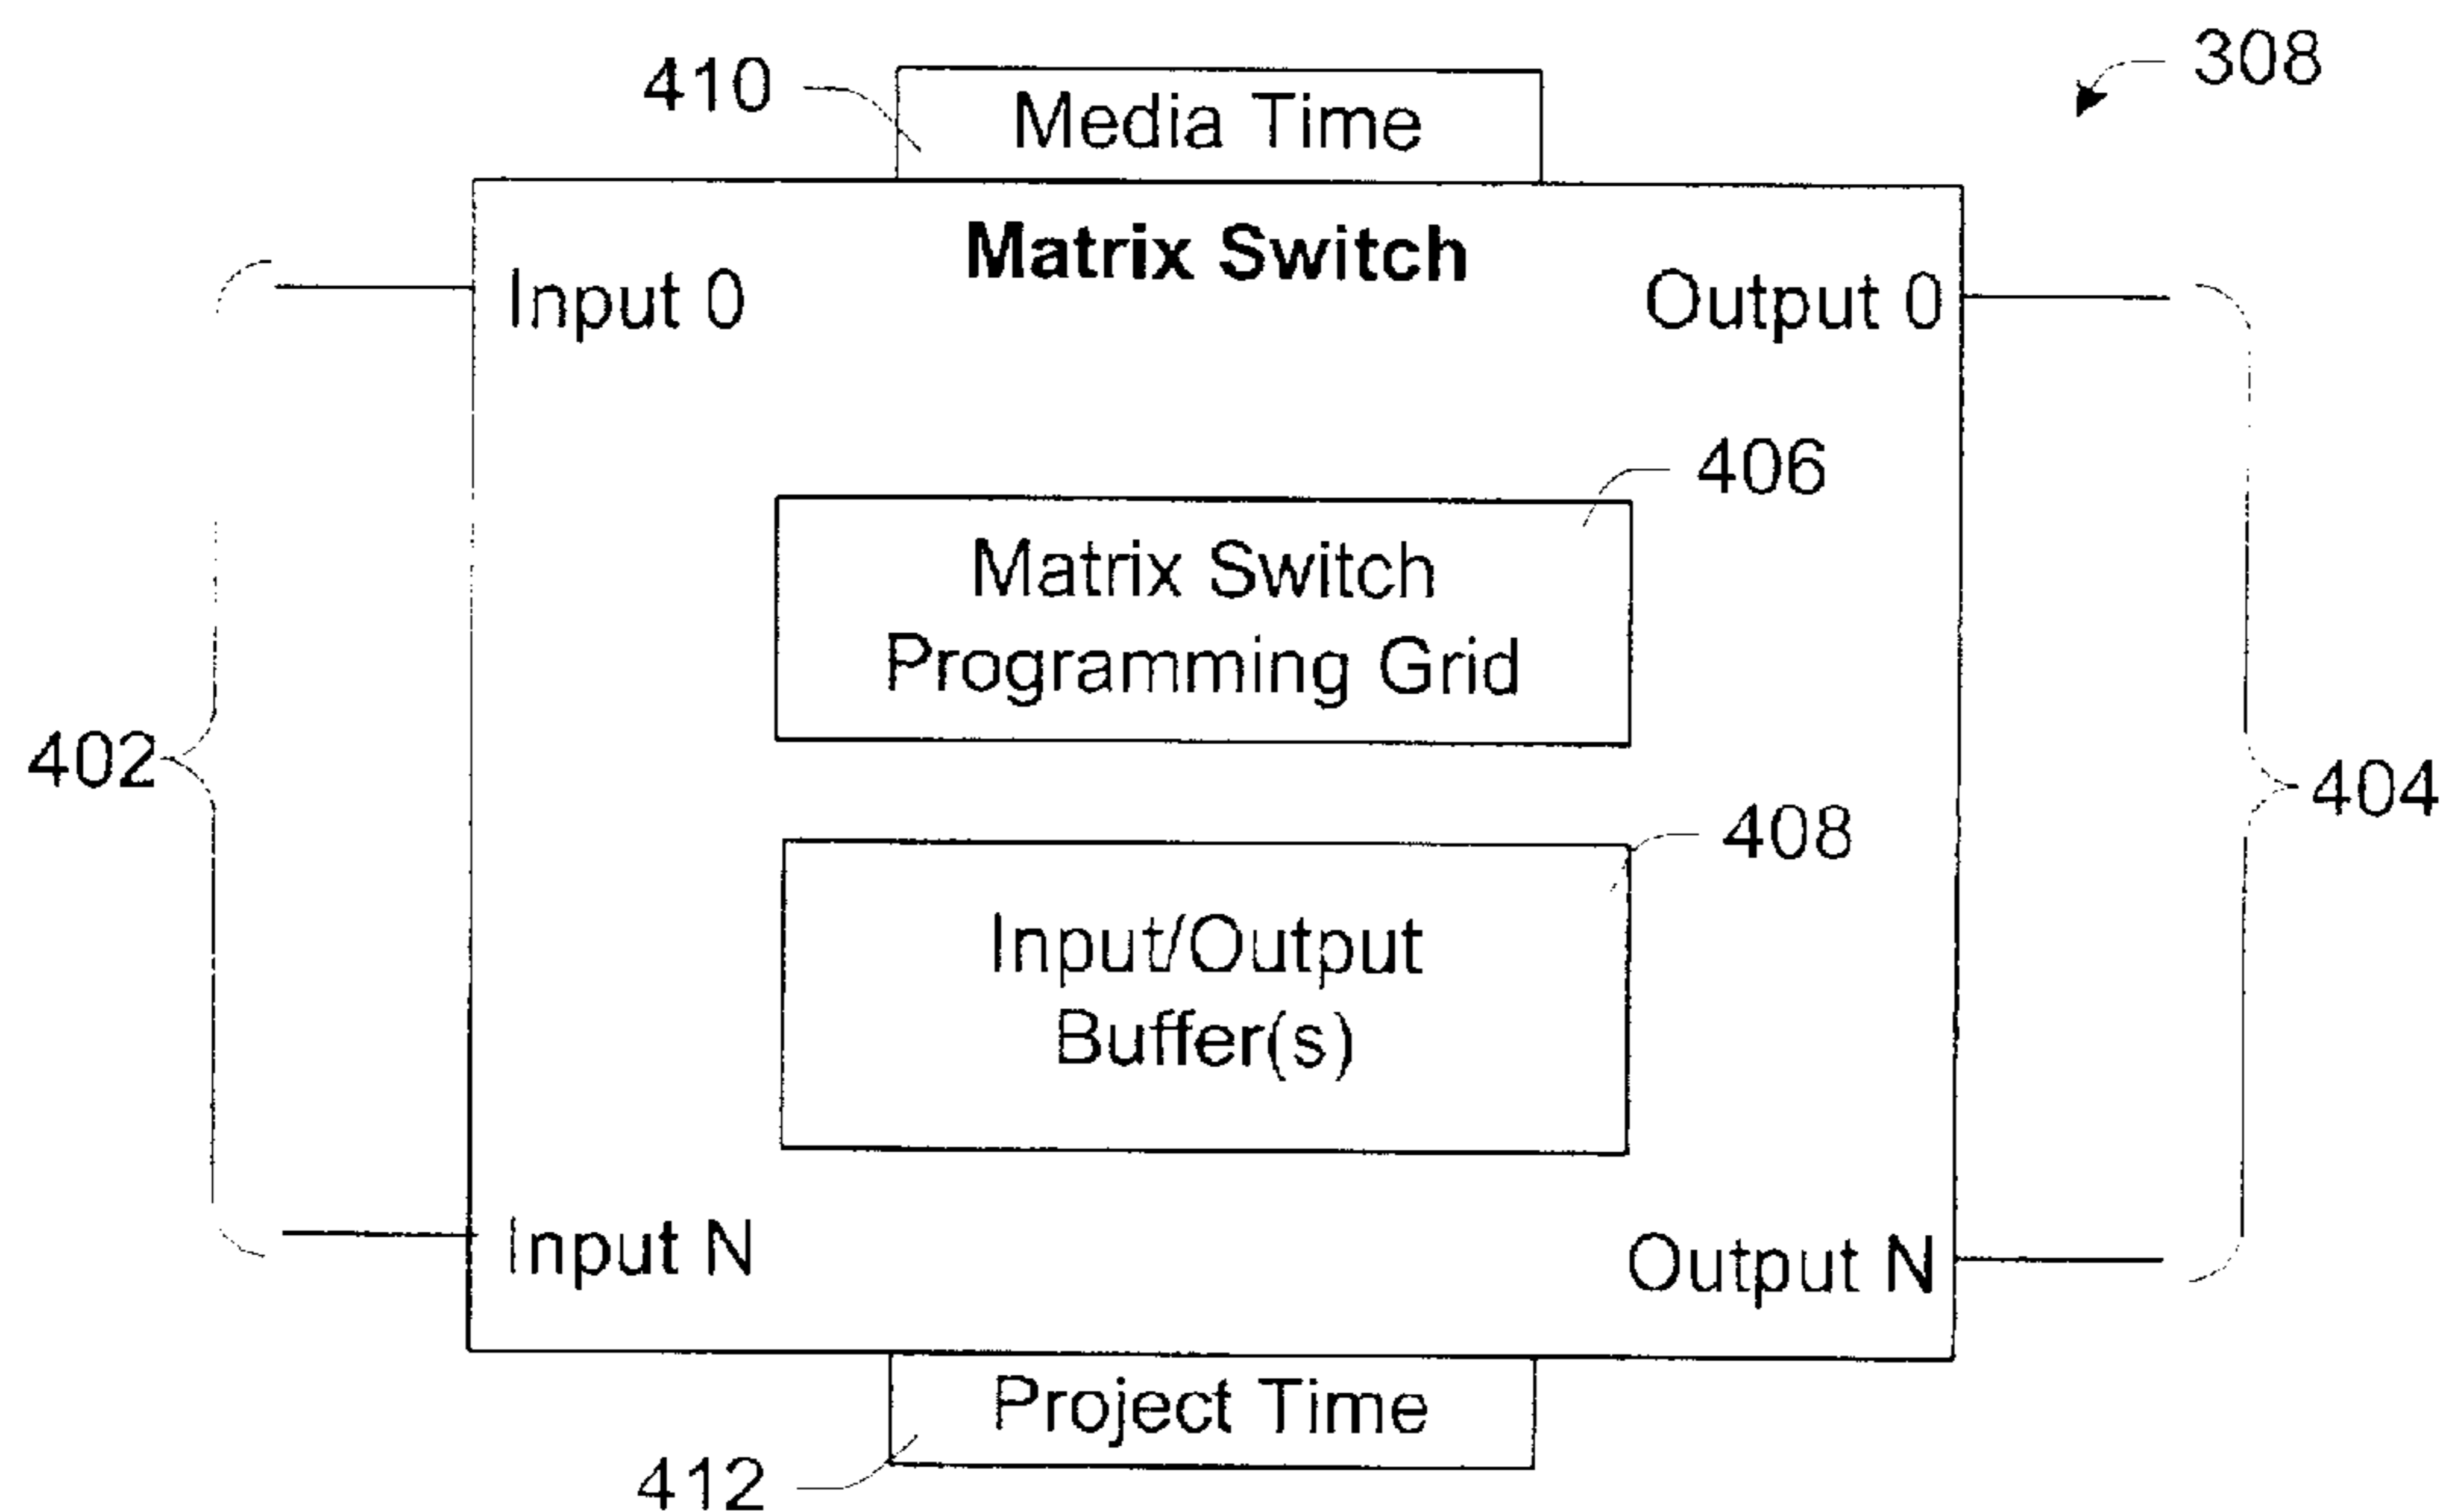 308
410
Media Time
Matrix Switch
Input 0
Output 0
406
Matrix Switch
Programming Grid
402
404
408
Input/Output
Buffer(s)
Input N
Output N
Project Time
412